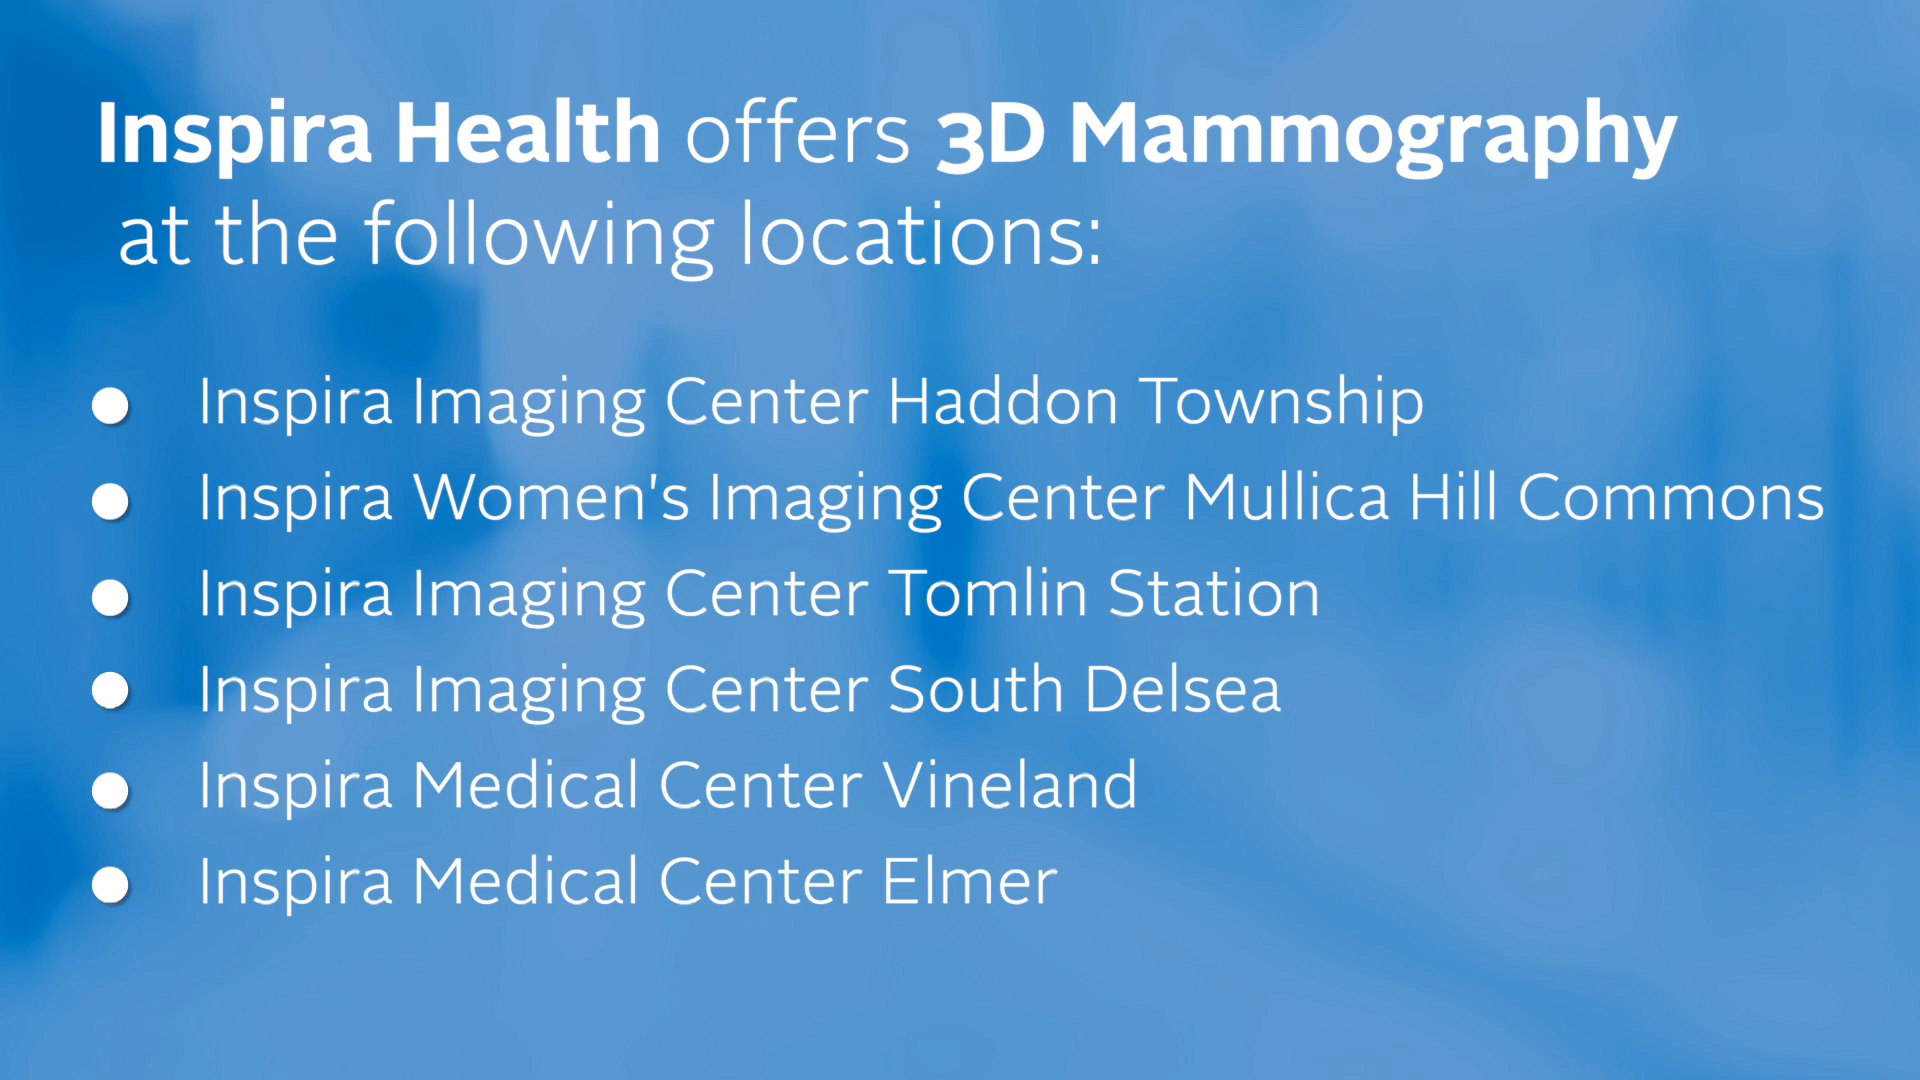 Inspira Health offers 3D Mammography
at the following locations:
● Inspira Imaging Center Haddon Township
● Inspira Women's Imaging Center Mullica Hill Commons
● Inspira Imaging Center Tomlin Station
● Inspira Imaging Center South Delsea
● Inspira Medical Center Vineland
● Inspira Medical Center Elmer